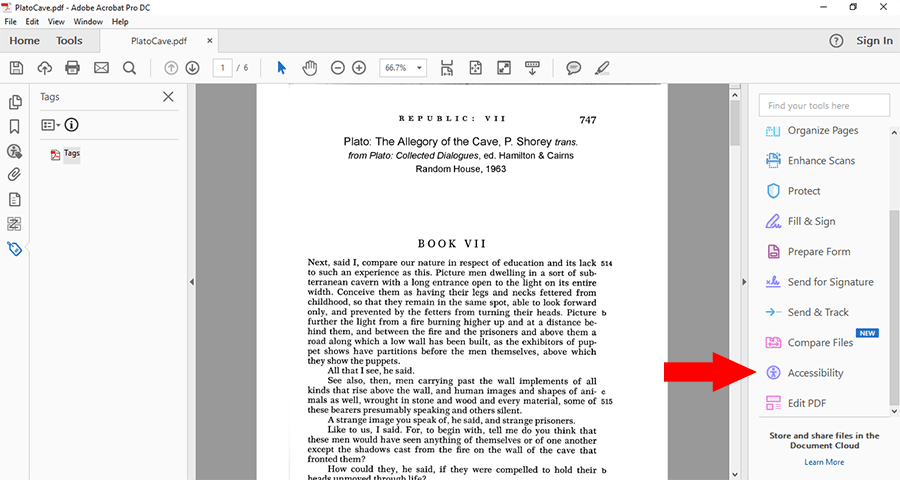 PlatoCave.pdf - Adobe Acrobat Pro DC
File Edit View Window Help
Home Tools PlatoCave.pdf × ? Sign In
1 / 6 66.7%
Tags
Tags
REPUBLIC: VII 747
Plato: The Allegory of the Cave, P. Shorey trans.
from Plato: Collected Dialogues, ed. Hamilton & Cairns
Random House, 1963
BOOK VII
Next, said I, compare our nature in respect of education and its lack 514
to such an experience as this. Picture men dwelling in a sort of sub-
terranean cavern with a long entrance open to the light on its entire
width. Conceive them as having their legs and necks fettered from
childhood, so that they remain in the same spot, able to look forward
only, and prevented by the fetters from turning their heads. Picture b
further the light from a fire burning higher up and at a distance be-
hind them, and between the fire and the prisoners and above them a
road along which a low wall has been built, as the exhibitors of pup-
pet shows have partitions before the men themselves, above which
they show the puppets.
All that I see, he said.
See also, then, men carrying past the wall implements of all
kinds that rise above the wall, and human images and shapes of ani- c
mals as well, wrought in stone and wood and every material, some of 515
these bearers presumably speaking and others silent.
A strange image you speak of, he said, and strange prisoners.
Like to us, I said. For, to begin with, tell me do you think that
these men would have seen anything of themselves or of one another
except the shadows cast from the fire on the wall of the cave that
fronted them?
How could they, he said, if they were compelled to hold their b
heads unmoved through life?
Find your tools here
Organize Pages
Enhance Scans
Protect
Fill & Sign
Prepare Form
Send for Signature
Send & Track
NEW
Compare Files
Accessibility
Edit PDF
Store and share files in the
Document Cloud
Learn More